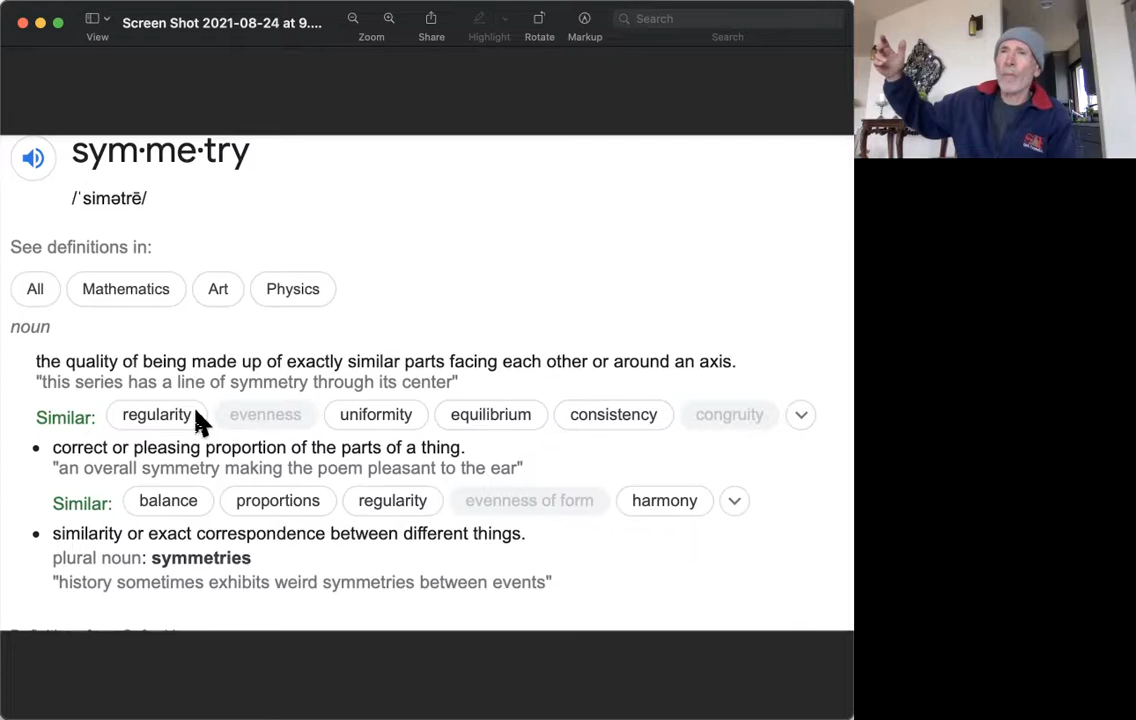 Screen Shot 2021-08-24 at 9....
View
Zoom
Share
Highlight
Rotate
Markup
Search
Search
sym·me·try
/ˈsimətrē/
See definitions in:
All Mathematics Art Physics
noun
the quality of being made up of exactly similar parts facing each other or around an axis.
"this series has a line of symmetry through its center"
Similar: regularity evenness uniformity equilibrium consistency congruity
• correct or pleasing proportion of the parts of a thing.
"an overall symmetry making the poem pleasant to the ear"
Similar: balance proportions regularity evenness of form harmony
• similarity or exact correspondence between different things.
plural noun: symmetries
"history sometimes exhibits weird symmetries between events"